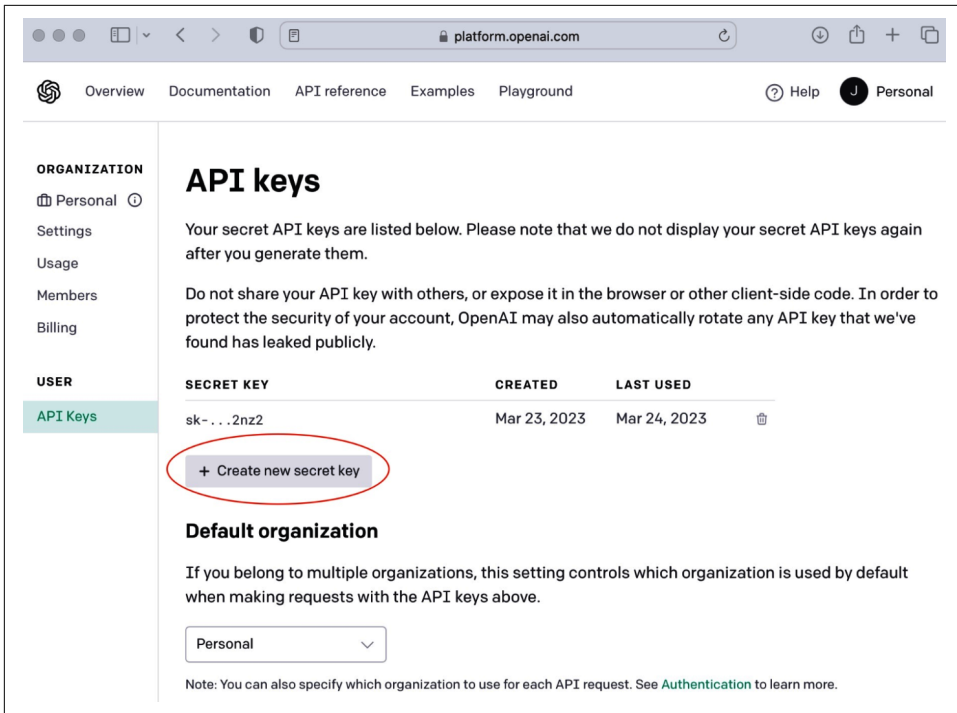 platform.openai.com
Overview Documentation API reference Examples Playground Help J Personal
ORGANIZATION
Personal
Settings
Usage
Members
Billing
USER
API Keys
API keys
Your secret API keys are listed below. Please note that we do not display your secret API keys again
after you generate them.
Do not share your API key with others, or expose it in the browser or other client-side code. In order to
protect the security of your account, OpenAI may also automatically rotate any API key that we've
found has leaked publicly.
SECRET KEY CREATED LAST USED
sk-...2nz2 Mar 23, 2023 Mar 24, 2023
+ Create new secret key
Default organization
If you belong to multiple organizations, this setting controls which organization is used by default
when making requests with the API keys above.
Personal
Note: You can also specify which organization to use for each API request. See Authentication to learn more.